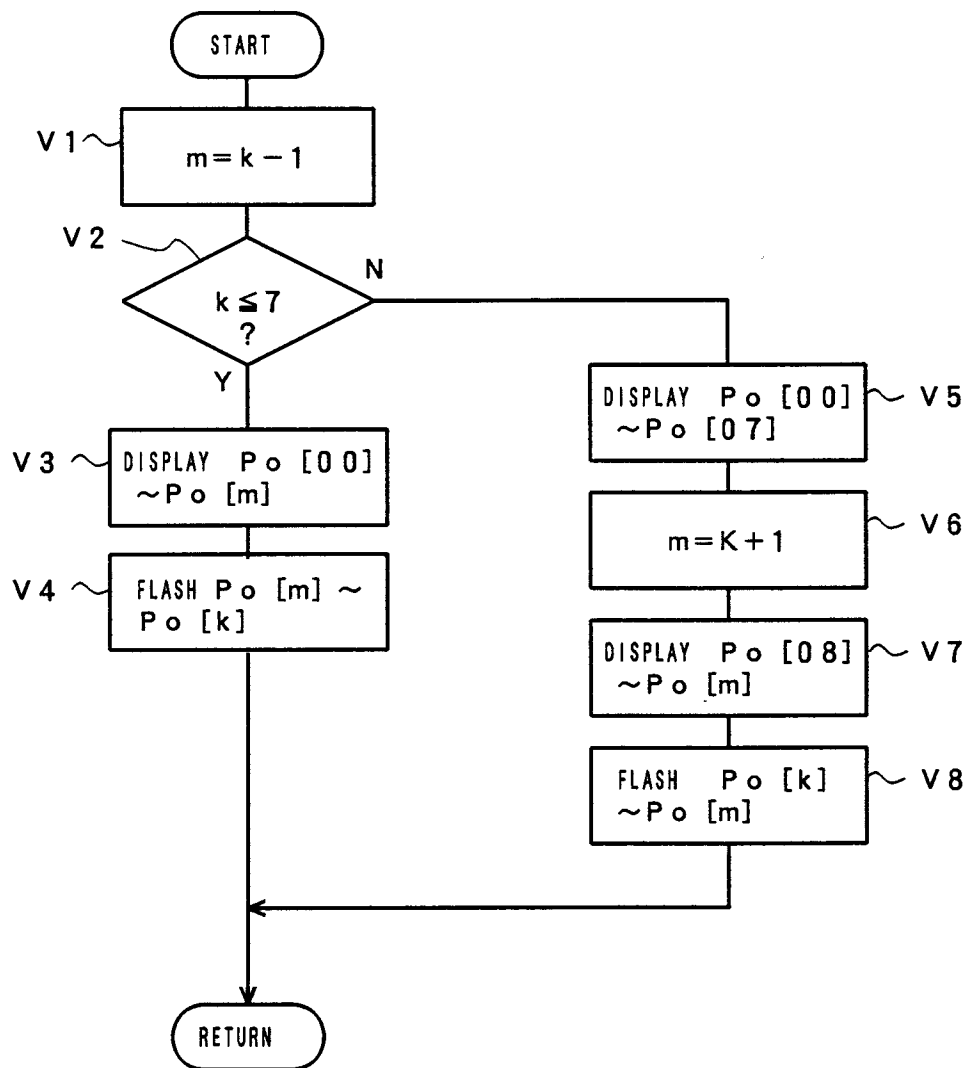 START
V1
m=k-1
V2
N
k≦7
?
Y
V3
DISPLAY Po [00]
~Po [m]
V4
FLASH Po [m] ~
Po [k]
DISPLAY Po [00]
~Po [07]
V5
m=K+1
V6
DISPLAY Po [08]
~Po [m]
V7
FLASH Po [k]
~Po [m]
V8
RETURN